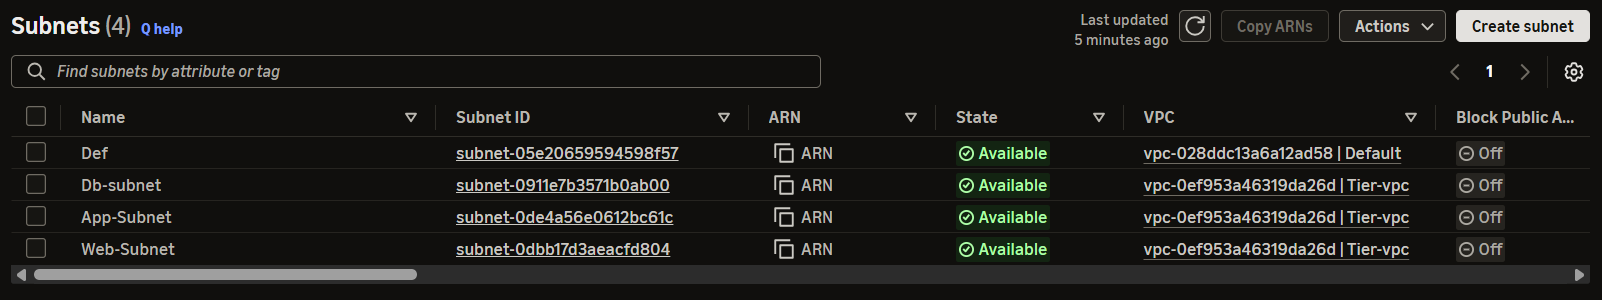 Subnets (4) Q help
Last updated
5 minutes ago
Copy ARNs
Actions
Create subnet
Find subnets by attribute or tag
1
Name Subnet ID ARN State VPC Block Public A...
Def subnet-05e20659594598f57 ARN Available vpc-028ddc13a6a12ad58 | Default Off
Db-subnet subnet-0911e7b3571b0ab00 ARN Available vpc-0ef953a46319da26d | Tier-vpc Off
App-Subnet subnet-0de4a56e0612bc61c ARN Available vpc-0ef953a46319da26d | Tier-vpc Off
Web-Subnet subnet-0dbb17d3aeacfd804 ARN Available vpc-0ef953a46319da26d | Tier-vpc Off